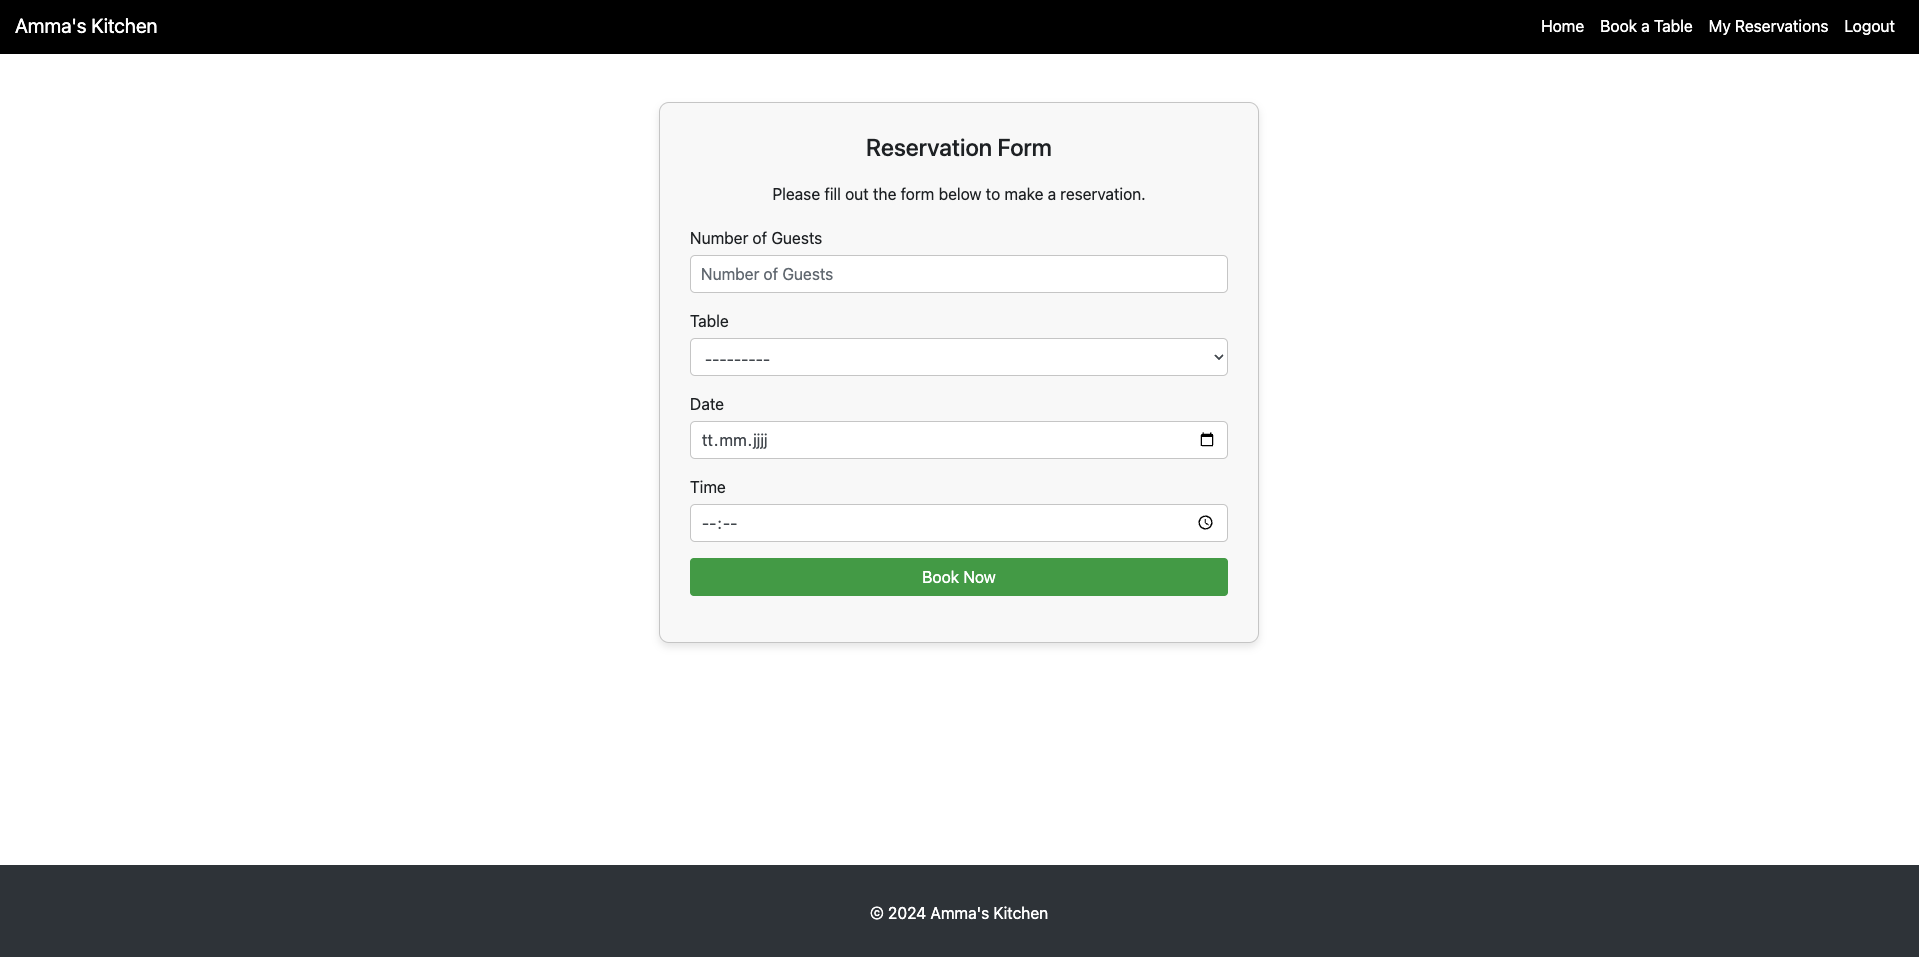 Amma's Kitchen Home Book a Table My Reservations Logout
Reservation Form
Please fill out the form below to make a reservation.
Number of Guests
Number of Guests
Table
---------
Date
tt.mm.jjjj
Time
--:--
Book Now
© 2024 Amma's Kitchen